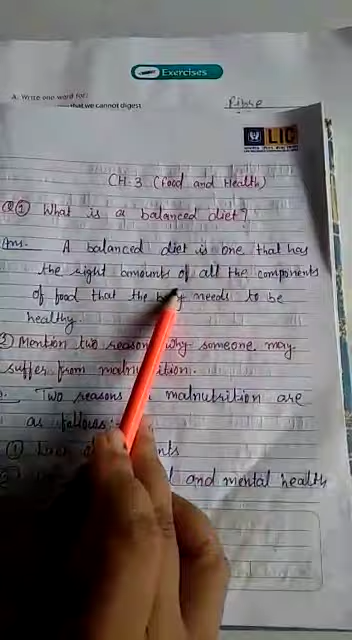 Exercises
A. Write one word for:
that we cannot digest
LIC
CH.3 (Food and Health)
Q① What is a balanced diet?
Ans. A balanced diet is one that has
the right amounts of all the components
of food that the needs to be
healthy.
Mention two reasons why someone may
suffer from malnutrition.
Two reasons malnutrition are
as follows:
①
and mental health